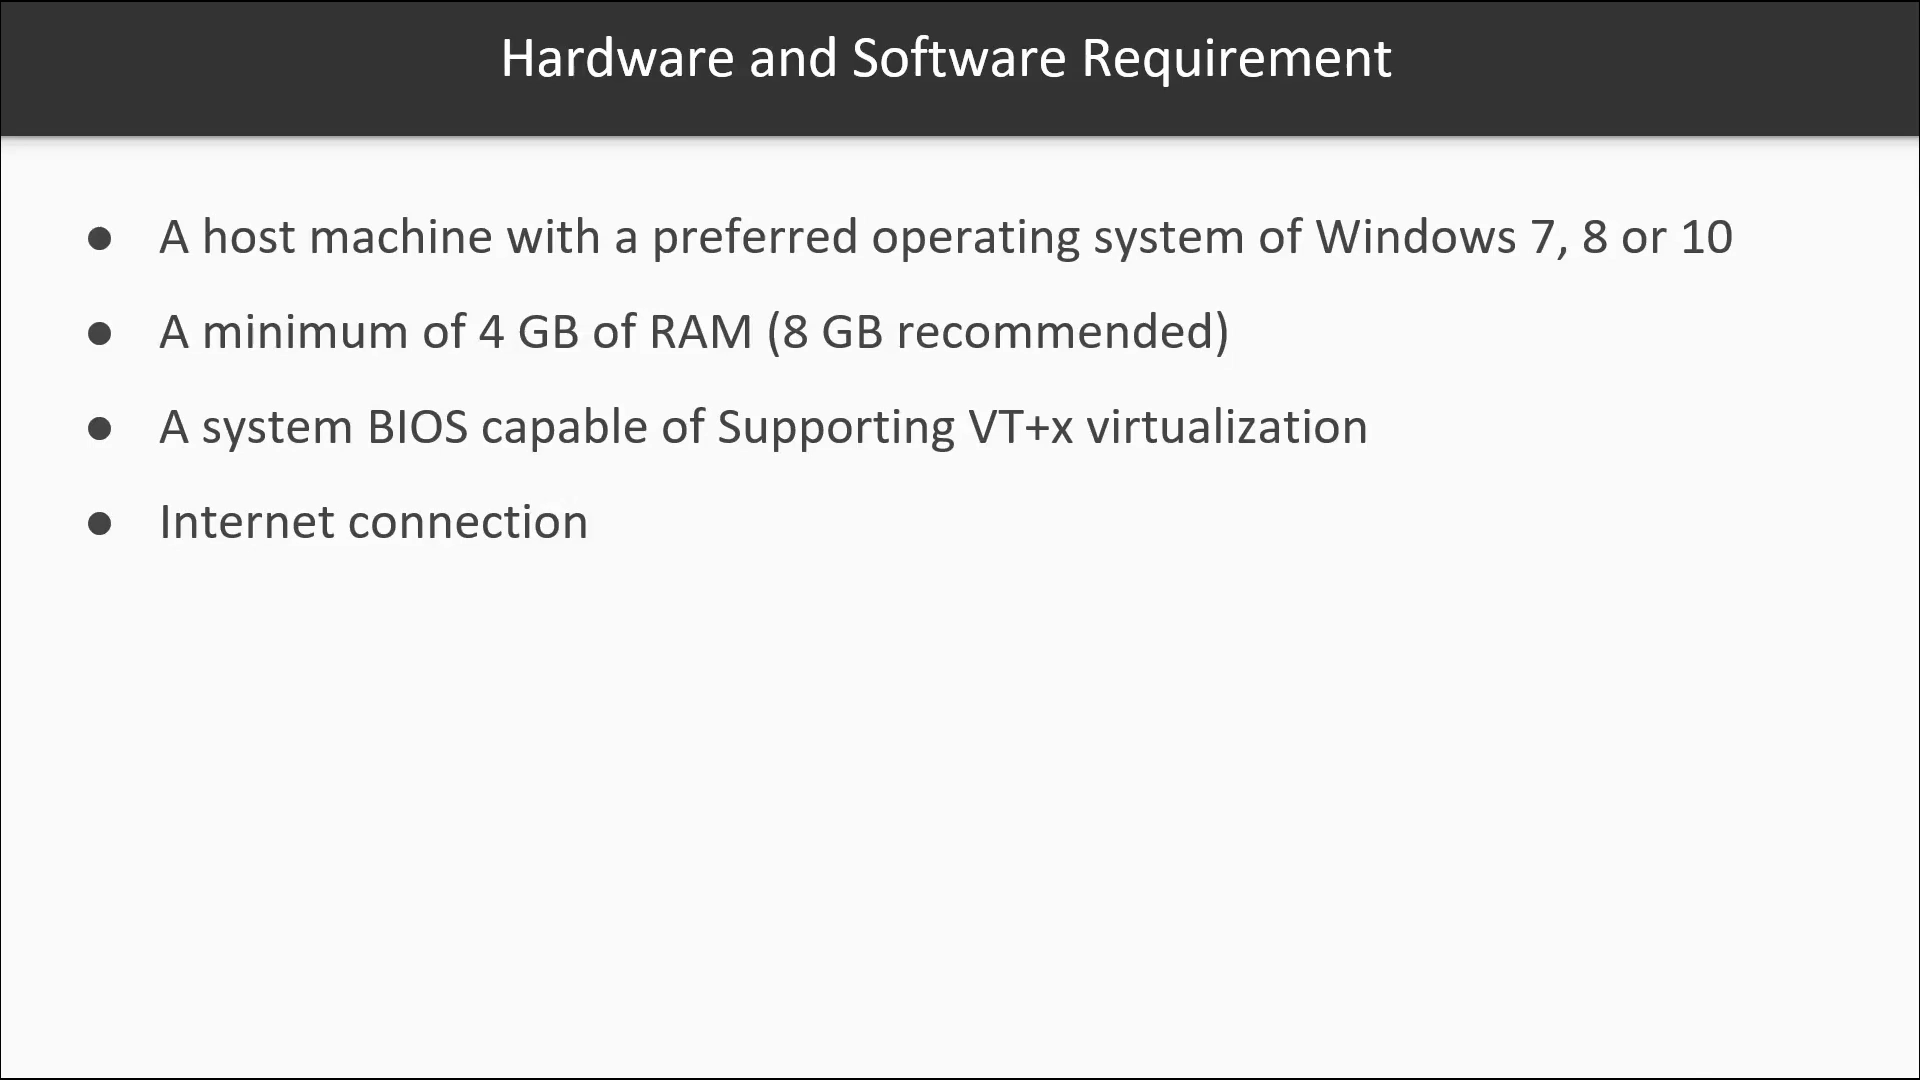 Hardware and Software Requirement
● A host machine with a preferred operating system of Windows 7, 8 or 10
● A minimum of 4 GB of RAM (8 GB recommended)
● A system BIOS capable of Supporting VT+x virtualization
● Internet connection